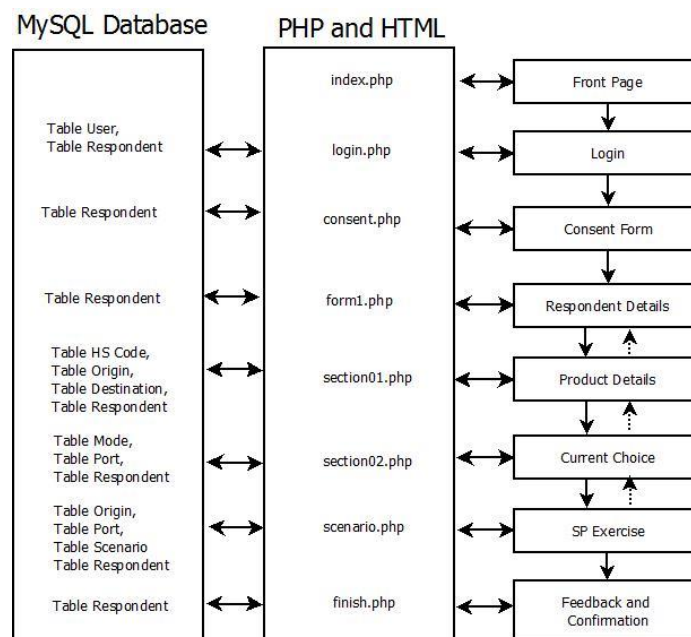 MySQL Database
PHP and HTML
index.php
Front Page
Table User,
Table Respondent
login.php
Login
Table Respondent
consent.php
Consent Form
Table Respondent
form1.php
Respondent Details
Table HS Code,
Table Origin,
Table Destination,
Table Respondent
section01.php
Product Details
Table Mode,
Table Port,
Table Respondent
section02.php
Current Choice
Table Origin,
Table Port,
Table Scenario
Table Respondent
scenario.php
SP Exercise
Table Respondent
finish.php
Feedback and
Confirmation